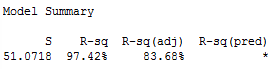 Model Summary
S R-sq R-sq(adj) R-sq(pred)
51.0718 97.42% 83.68% *